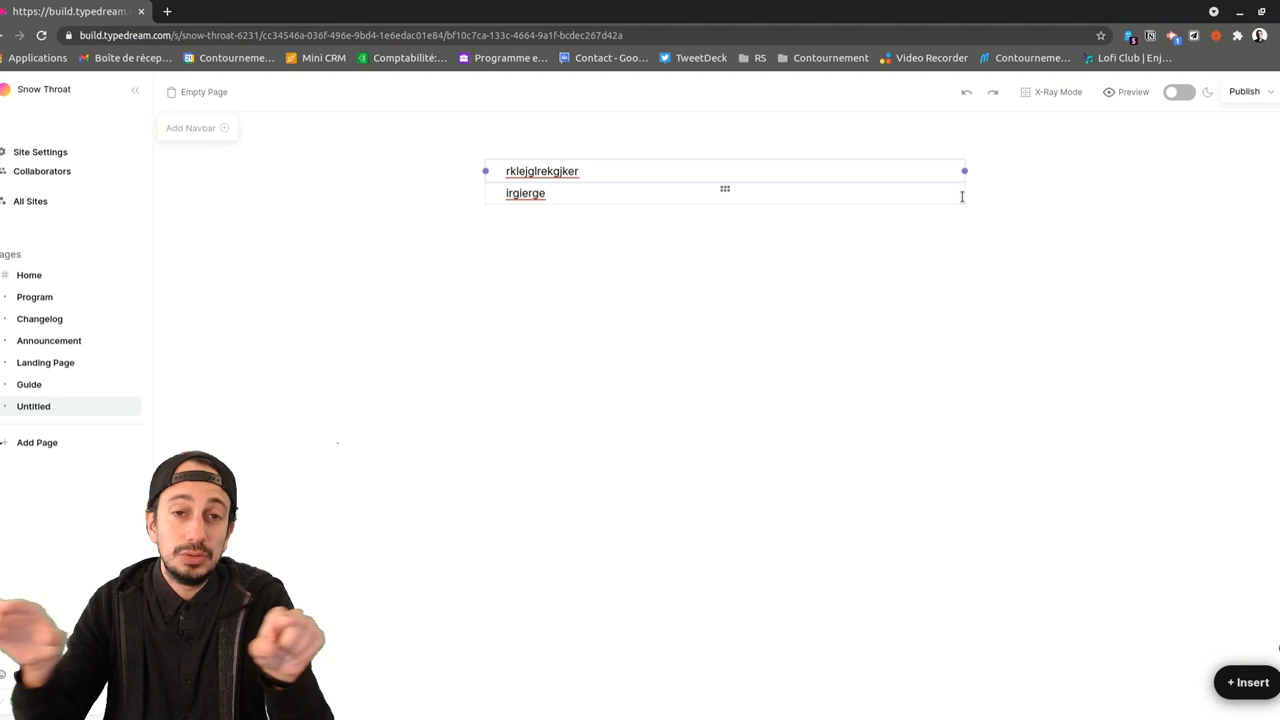 https://build.typedream.com/s
build.typedream.com/s/snow-throat-6231/cc34546a-036f-496e-9bd4-1e6edac01e84/bf10c7ca-133c-4664-9a1f-bcdec267d42a
Applications Boîte de récep… Contourneme… Mini CRM Comptabilité:… Programme e… Contact - Goo… TweetDeck RS Contournement Video Recorder Contourneme… Lofi Club | Enj…
Snow Throat
Empty Page X-Ray Mode Preview Publish
Add Navbar
Site Settings
Collaborators
All Sites
ages
Home
Program
Changelog
Announcement
Landing Page
Guide
Untitled
Add Page
rklejglrekgjker
irgierge
+ Insert